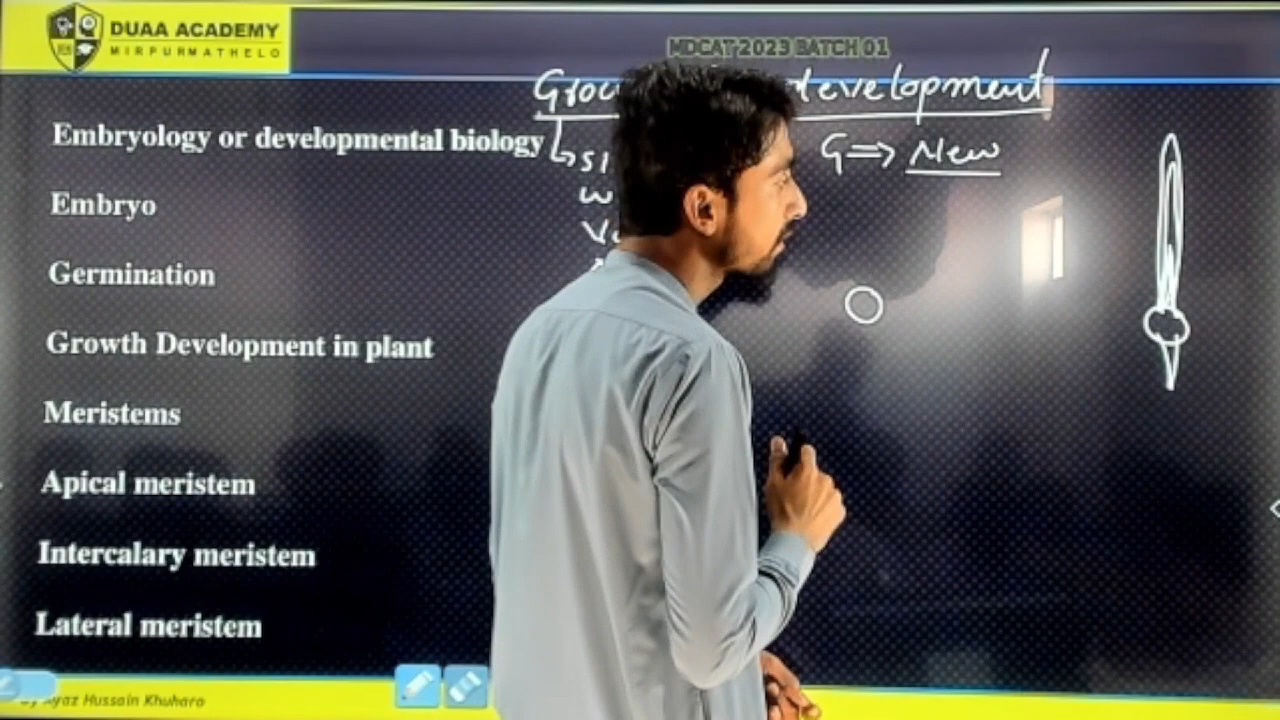 DUAA ACADEMY
MIRPURMATHELO
MDCAT 2023 BATCH 01
development
Embryology or developmental biology
G => New
Embryo
Germination
Growth Development in plant
Meristems
Apical meristem
Intercalary meristem
Lateral meristem
Hussain Khuharo